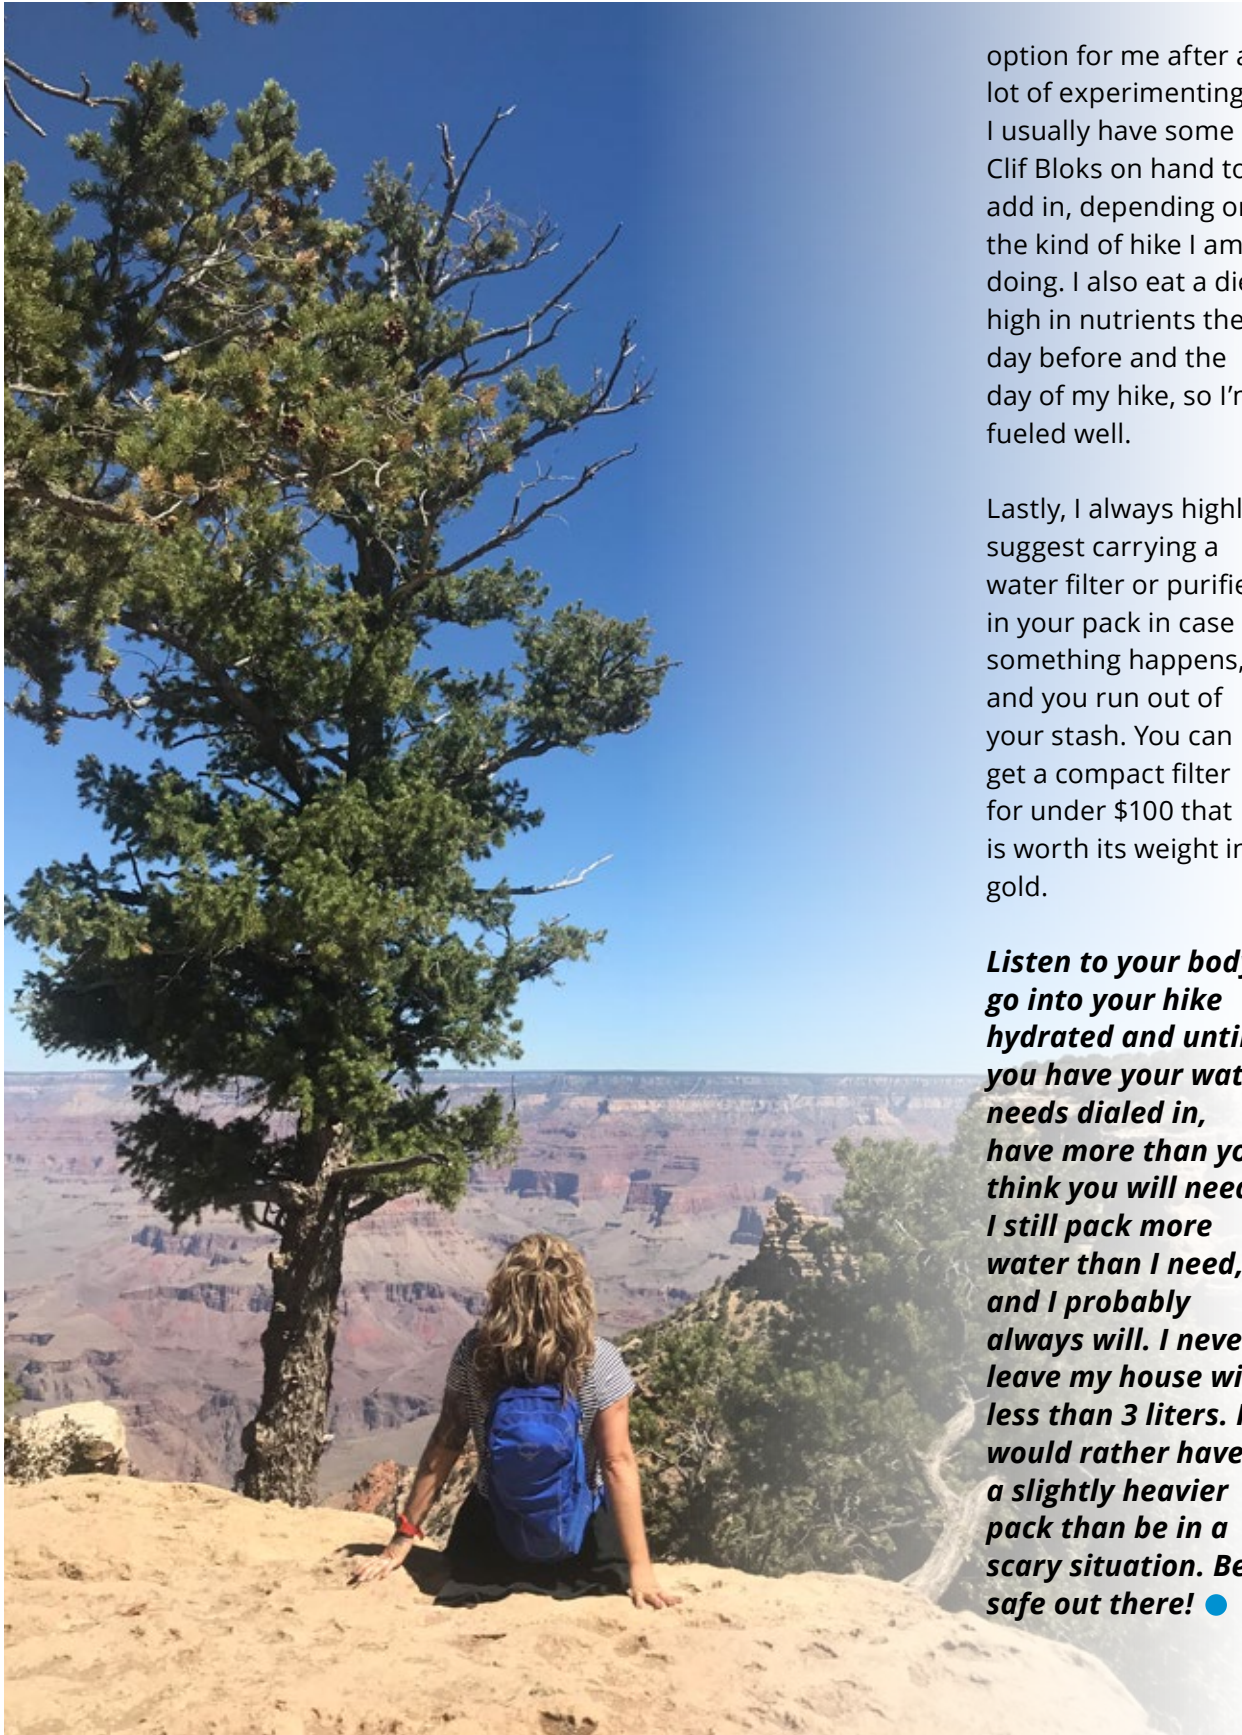 option for me after a
lot of experimenting
I usually have some
Clif Bloks on hand to
add in, depending on
the kind of hike I am
doing. I also eat a die
high in nutrients the
day before and the
day of my hike, so I'm
fueled well.
Lastly, I always highl
suggest carrying a
water filter or purifie
in your pack in case
something happens,
and you run out of
your stash. You can
get a compact filter
for under $100 that
is worth its weight in
gold.
Listen to your body
go into your hike
hydrated and until
you have your wat
needs dialed in,
have more than yo
think you will need
I still pack more
water than I need,
and I probably
always will. I neve
leave my house wi
less than 3 liters. I
would rather have
a slightly heavier
pack than be in a
scary situation. Be
safe out there!